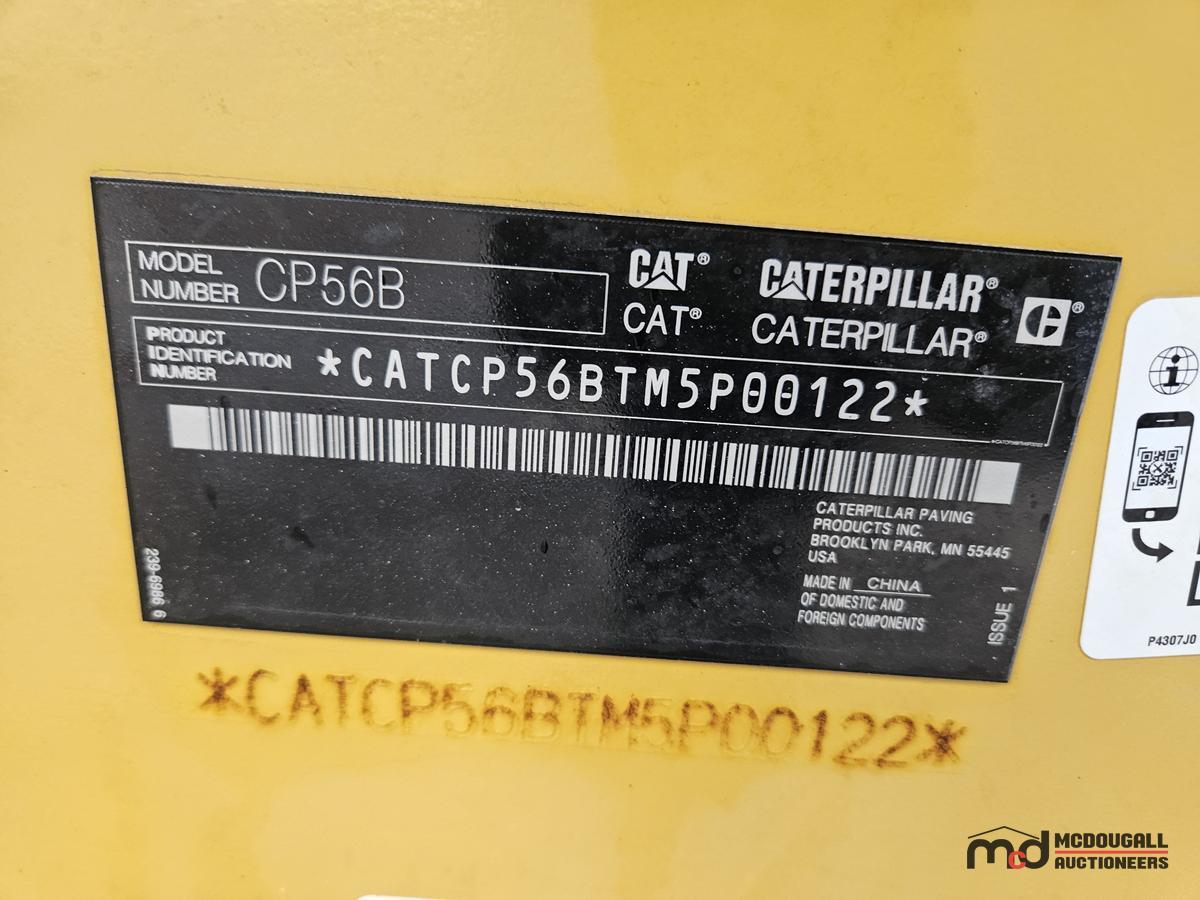 MODEL
NUMBER
CP56B
CAT®
CAT®
CATERPILLAR®
CATERPILLAR®
PRODUCT
IDENTIFICATION
NUMBER
*CATCP56BTM5P00122*
CATERPILLAR PAVING
PRODUCTS INC.
BROOKLYN PARK, MN 55445
USA
MADE IN CHINA
OF DOMESTIC AND
FOREIGN COMPONENTS
239-6986 6
ISSUE 1
*CATCP56BTM5P00122*
i
P4307J0
mcd MCDOUGALL
AUCTIONEERS